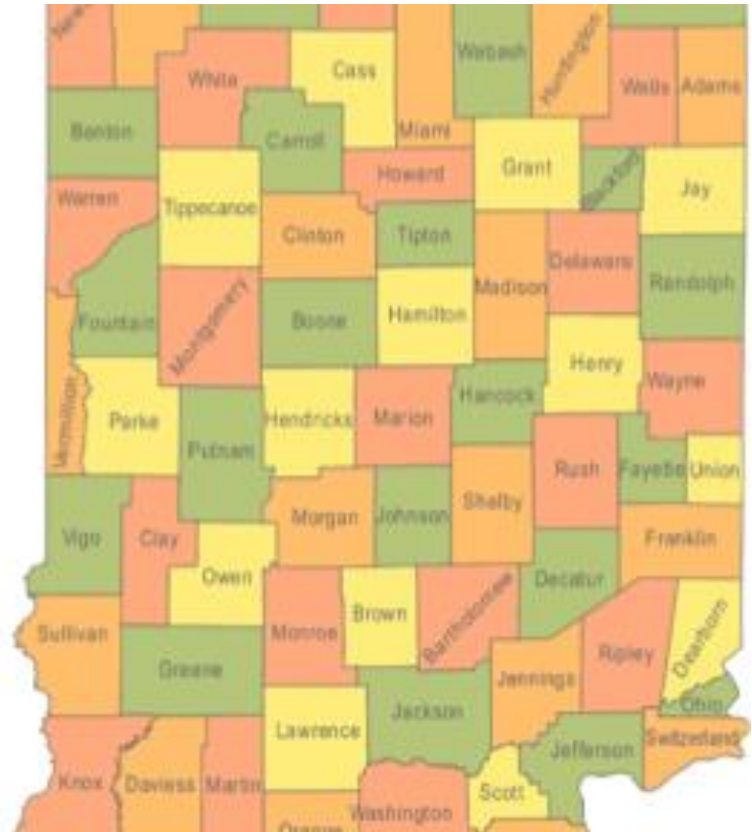 Cass
Wabash
Huntington
White
Wells
Adams
Benton
Carroll
Miami
Grant
Blackford
Howard
Jay
Warren
Tippecanoe
Clinton
Tipton
Delaware
Randolph
Madison
Fountain
Montgomery
Boone
Hamilton
Henry
Wayne
Hancock
Vermillion
Parke
Putnam
Hendricks
Marion
Rush
Fayette
Union
Shelby
Morgan
Johnson
Vigo
Clay
Franklin
Owen
Decatur
Brown
Bartholomew
Sullivan
Monroe
Dearborn
Ripley
Greene
Jennings
Ohio
Jackson
Lawrence
Switzerland
Jefferson
Knox
Daviess
Martin
Scott
Washington